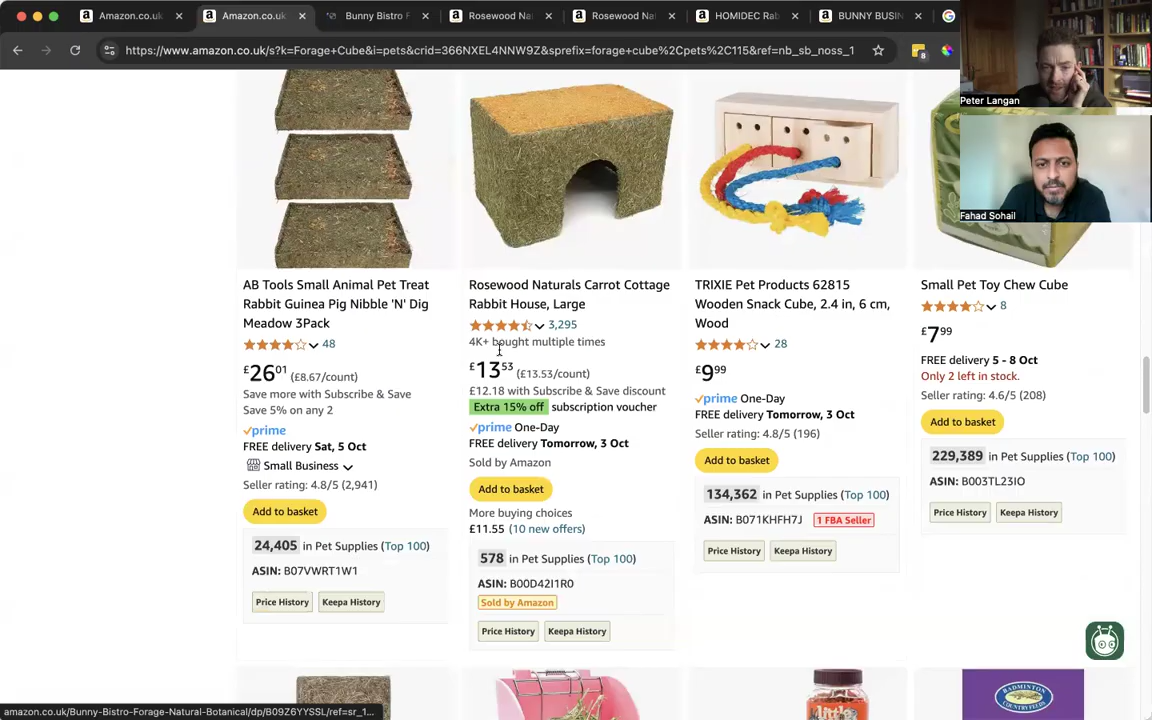 Amazon.co.uk
Amazon.co.uk
Bunny Bistro F
Rosewood Na
Rosewood Na
HOMIDEC Rab
BUNNY BUSIN
https://www.amazon.co.uk/s?k=Forage+Cube&i=pets&crid=366NXEL4NNW9Z&sprefix=forage+cube%2Cpets%2C115&ref=nb_sb_noss_1
8
Peter Langan
Fahad Sohail
AB Tools Small Animal Pet Treat
Rabbit Guinea Pig Nibble 'N' Dig
Meadow 3Pack
48
£26 01 (£8.67/count)
Save more with Subscribe & Save
Save 5% on any 2
prime
FREE delivery Sat, 5 Oct
Small Business
Seller rating: 4.8/5 (2,941)
Add to basket
24,405 in Pet Supplies (Top 100)
ASIN: B07VWRT1W1
Price History
Keepa History
Rosewood Naturals Carrot Cottage
Rabbit House, Large
3,295
4K+ bought multiple times
£13 53 (£13.53/count)
£12.18 with Subscribe & Save discount
Extra 15% off subscription voucher
prime One-Day
FREE delivery Tomorrow, 3 Oct
Sold by Amazon
Add to basket
More buying choices
£11.55 (10 new offers)
578 in Pet Supplies (Top 100)
ASIN: B00D42I1R0
Sold by Amazon
Price History
Keepa History
TRIXIE Pet Products 62815
Wooden Snack Cube, 2.4 in, 6 cm,
Wood
28
£9 99
prime One-Day
FREE delivery Tomorrow, 3 Oct
Seller rating: 4.8/5 (196)
Add to basket
134,362 in Pet Supplies (Top 100)
ASIN: B071KHFH7J
1 FBA Seller
Price History
Keepa History
Small Pet Toy Chew Cube
8
£7 99
FREE delivery 5 - 8 Oct
Only 2 left in stock.
Seller rating: 4.6/5 (208)
Add to basket
229,389 in Pet Supplies (Top 100)
ASIN: B003TL23IO
Price History
Keepa History
little
BADMINTON
COUNTRY FEEDS
amazon.co.uk/Bunny-Bistro-Forage-Natural-Botanical/dp/B09Z6YYSSL/ref=sr_1...